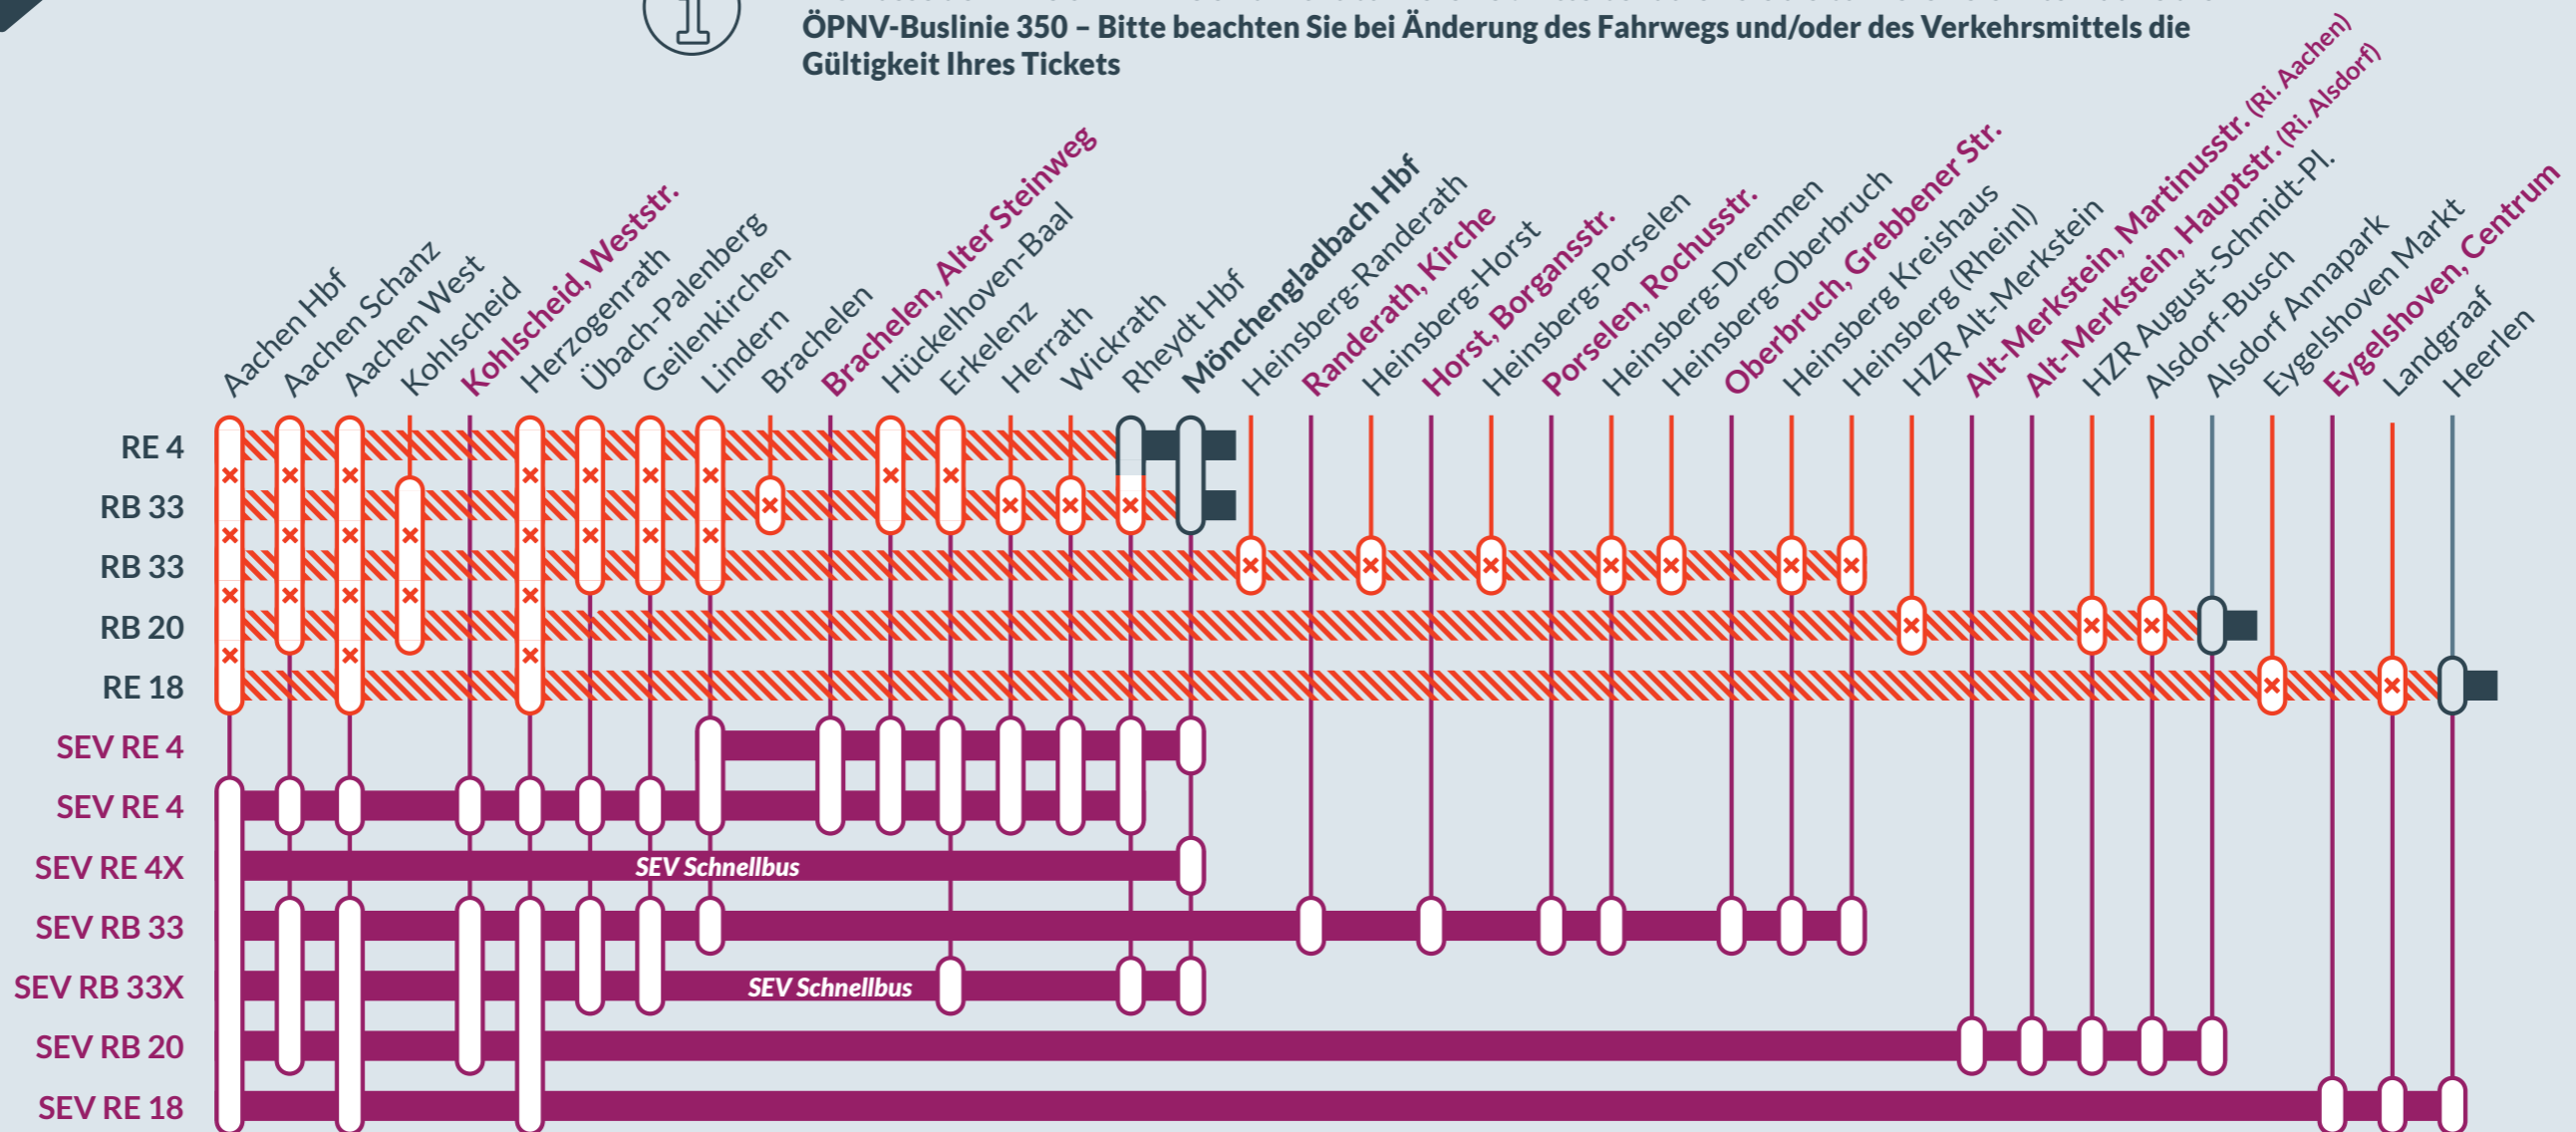 ÖPNV-Buslinie 350 – Bitte beachten Sie bei Änderung des Fahrwegs und/oder des Verkehrsmittels die
Gültigkeit Ihres Tickets
Aachen Hbf
Aachen Schanz
Aachen West
Kohlscheid
Kohlscheid, Weststr.
Herzogenrath
Übach-Palenberg
Geilenkirchen
Lindern
Brachelen
Brachelen, Alter Steinweg
Hückelhoven-Baal
Erkelenz
Herrath
Wickrath
Rheydt Hbf
Mönchengladbach Hbf
Heinsberg-Randerath
Randerath, Kirche
Heinsberg-Horst
Horst, Borgansstr.
Heinsberg-Porselen
Porselen, Rochusstr.
Heinsberg-Dremmen
Heinsberg-Oberbruch
Oberbruch, Grebbener Str.
Heinsberg Kreishaus
Heinsberg (Rheinl)
HZR Alt-Merkstein
Alt-Merkstein, Martinusstr. (Ri. Aachen)
Alt-Merkstein, Hauptstr. (Ri. Alsdorf)
HZR August-Schmidt-Pl.
Alsdorf-Busch
Alsdorf Annapark
Eygelshoven Markt
Eygelshoven, Centrum
Landgraaf
Heerlen
RE 4
RB 33
RB 33
RB 20
RE 18
SEV RE 4
SEV RE 4
SEV RE 4X
SEV Schnellbus
SEV RB 33
SEV RB 33X
SEV Schnellbus
SEV RB 20
SEV RE 18